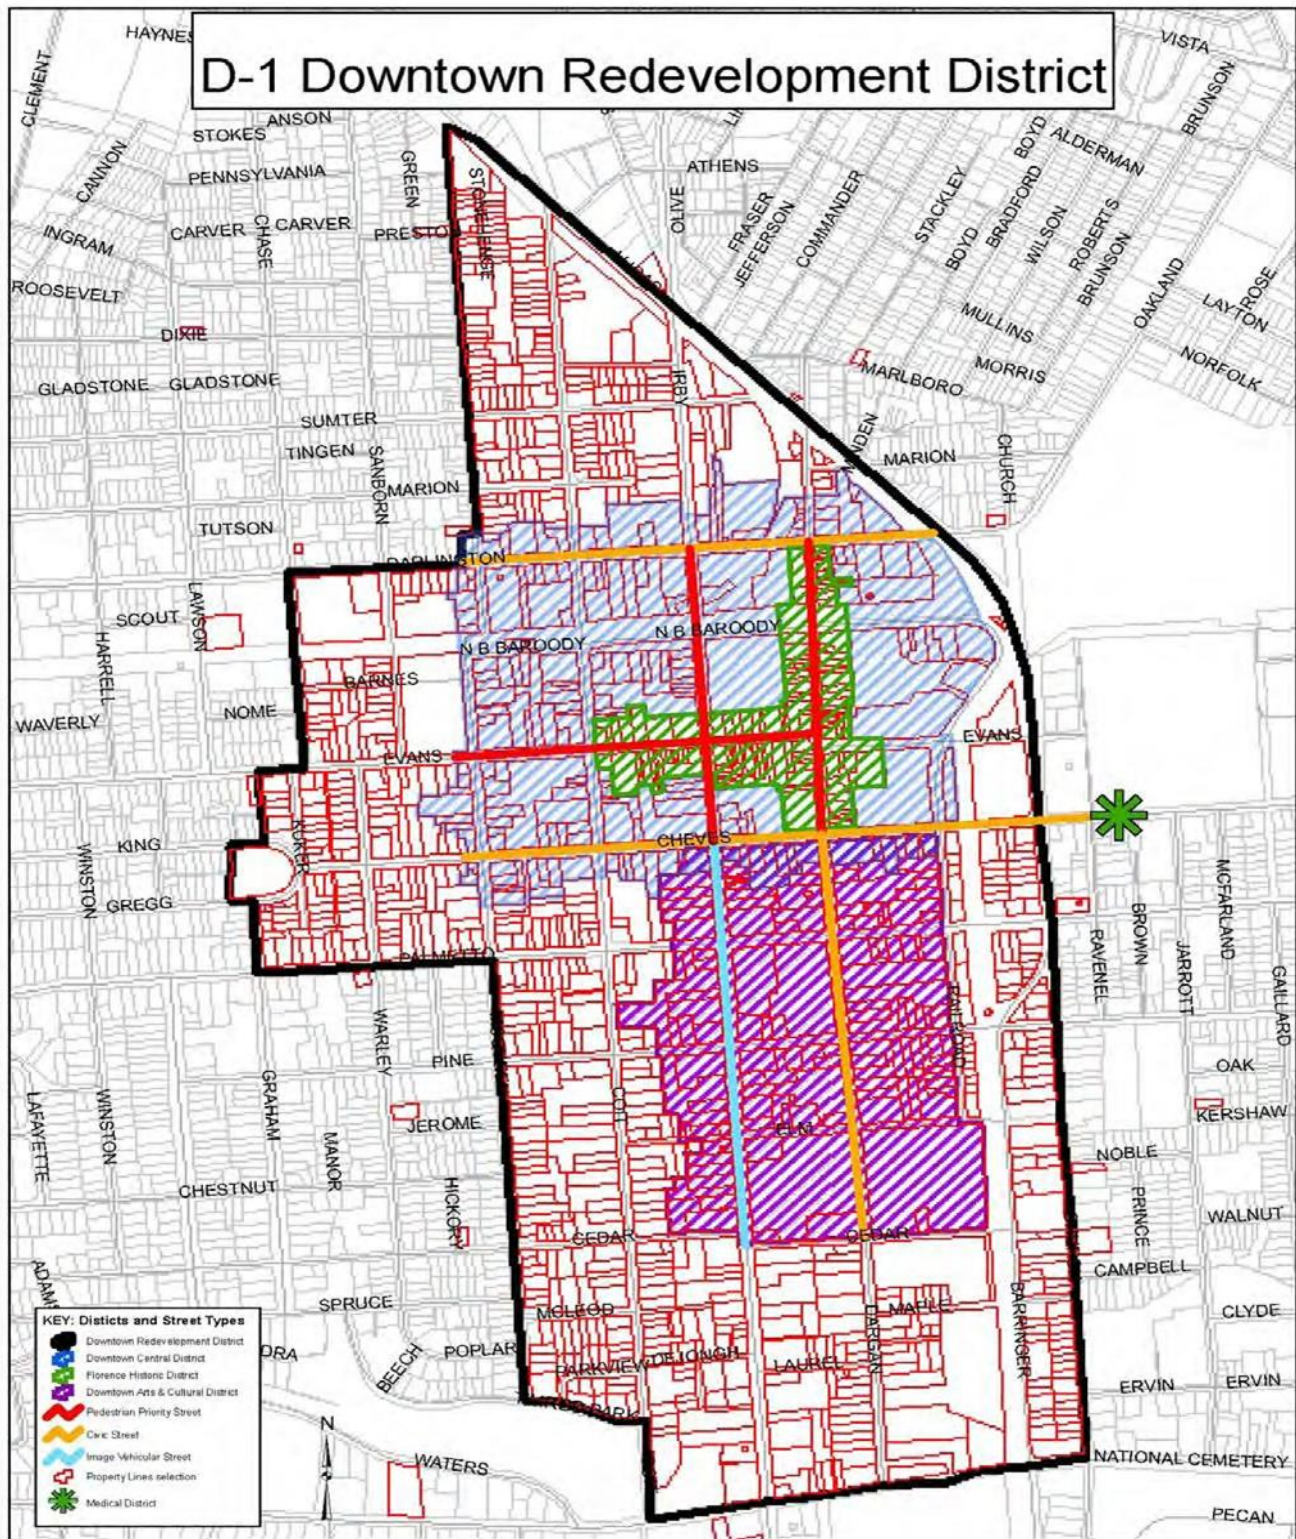 D-1 Downtown Redevelopment District
HAYNES
VISTA
CLEMENT
BRUNSON
ANSON
STOKES
BOYD
ALDERMAN
CANNON
PENNSYLVANIA
GREEN
STONEHENGE
ATHENS
OLIVE
FRASER
JEFFERSON
COMMANDER
STACKLEY
BOYD
BRADFORD
WILSON
ROBERTS
BRUNSON
CARVER
CHASE
CARVER
PRESTON
INGRAM
OAKLAND
ROSE
LAYTON
ROOSEVELT
MULLINS
DIXIE
NORFOLK
MORRIS
MARLBORO
GLADSTONE
GLADSTONE
IRBY
SUMTER
TINGEN
SANBORN
MARION
CHURCH
MARION
TUTSON
DARLINGTON
LAWSON
SCOUT
HARRELL
N B BAROODY
N B BAROODY
BARNES
NOME
WAVERLY
EVANS
EVANS
KING
KUKER
CHEVES
WINSTON
GREGG
MCFARLAND
BROWN
RAVENEL
JARROTT
GAILLARD
PALMETTO
RAILROAD
WARLEY
PINE
OAK
COIT
LAFAYETTE
WINSTON
GRAHAM
JEROME
KERSHAW
ELM
MANOR
NOBLE
CHESTNUT
HICKORY
PRINCE
WALNUT
CEDAR
CEDAR
CAMPBELL
SPRUCE
MCLEOD
DARGAN
MAPLE
BARRINGER
CLYDE
POPLAR
BEECH
PARKVIEW
DEJONGH
LAUREL
ERVIN
ERVIN
WATERS
NATIONAL CEMETERY
PECAN
N
KEY: Disticts and Street Types
Downtown Redevelopment District
Downtown Central District
Florence Historic District
Downtown Arts & Cultural District
Pedestrian Priority Street
Civic Street
Image Vehicular Street
Property Lines selection
Medical District